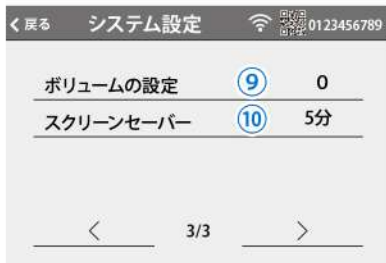 <戻る システム設定 0123456789
ボリュームの設定 ⑨ 0
スクリーンセーバー ⑩ 5分
< 3/3 >